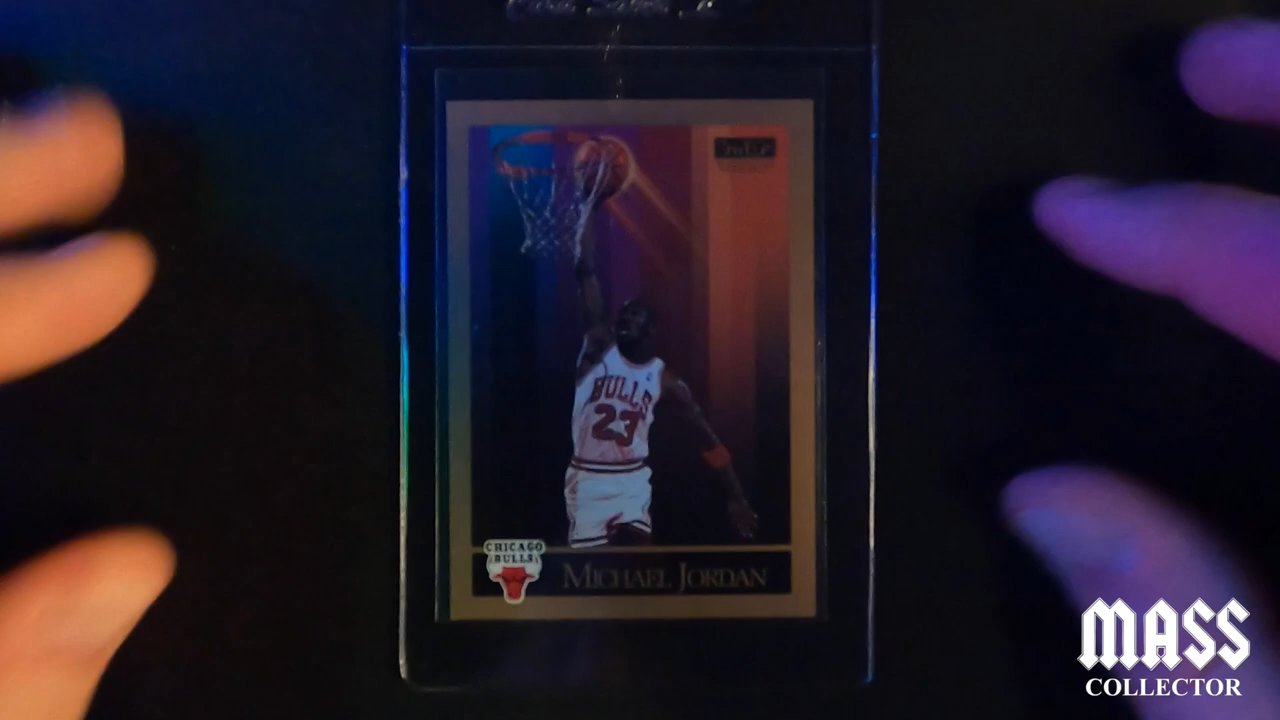 BULLS
23
CHICAGO
BULLS
MICHAEL JORDAN
MASS
COLLECTOR